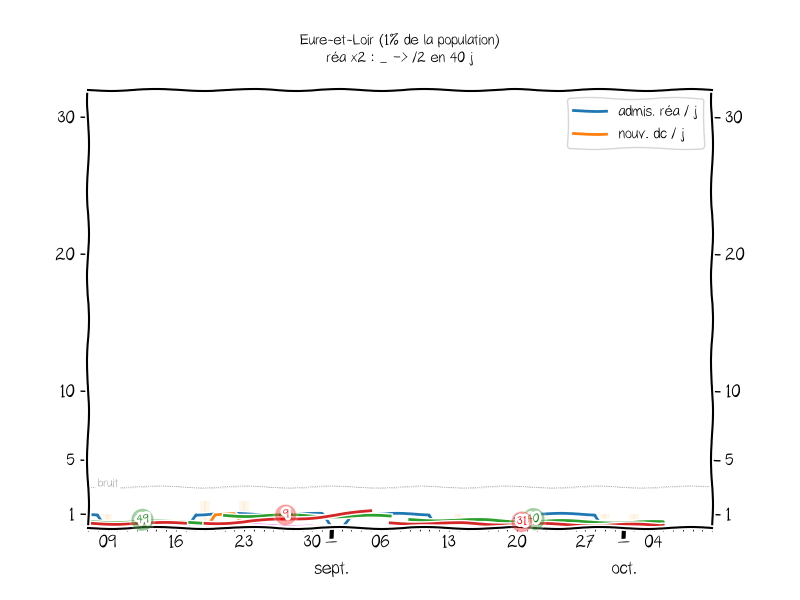 Eure-et-Loir (1% de la population)
réa x2 : _ -> /2 en 40 j
admis. réa / j
nouv. dc / j
30
30
20
20
10
10
5
5
bruit
1
1
49
9
31
09 16 23 30 06 13 20 27 04
sept. oct.